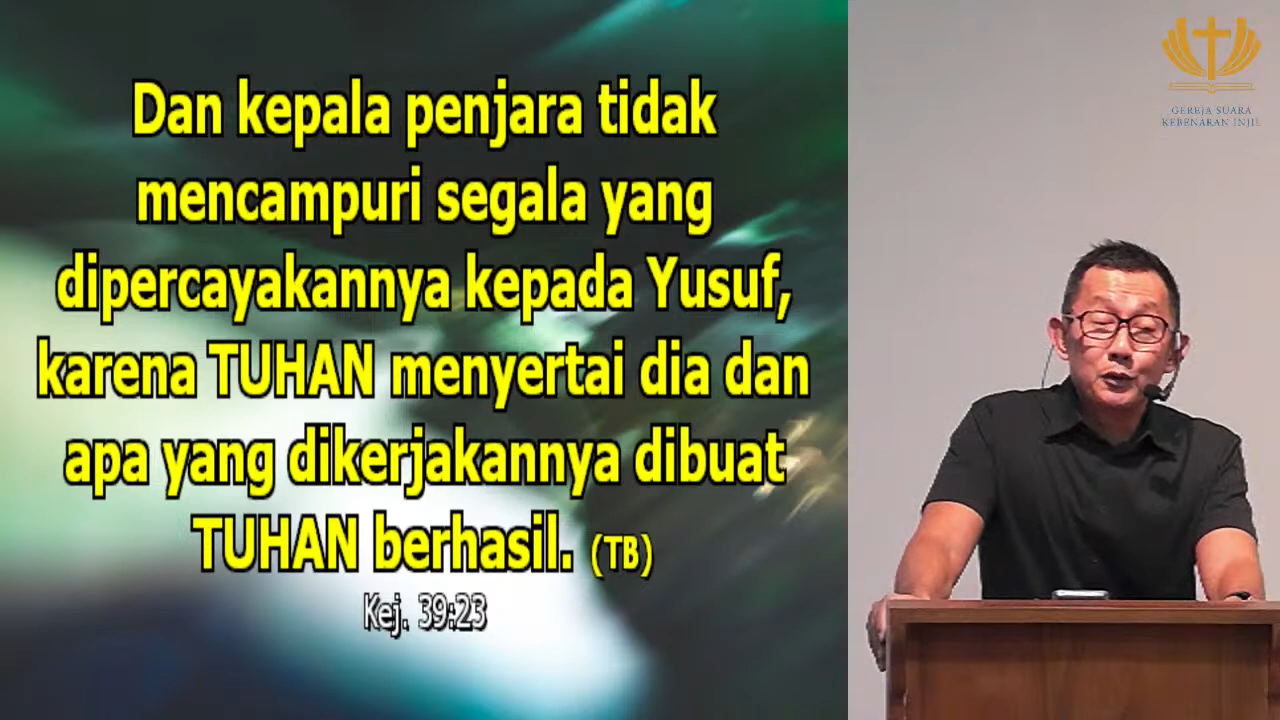 Dan kepala penjara tidak
mencampuri segala yang
dipercayakannya kepada Yusuf,
karena TUHAN menyertai dia dan
apa yang dikerjakannya dibuat
TUHAN berhasil. (TB)
Kej. 39:23
GEREJA SUARA
KEBENARAN INJIL